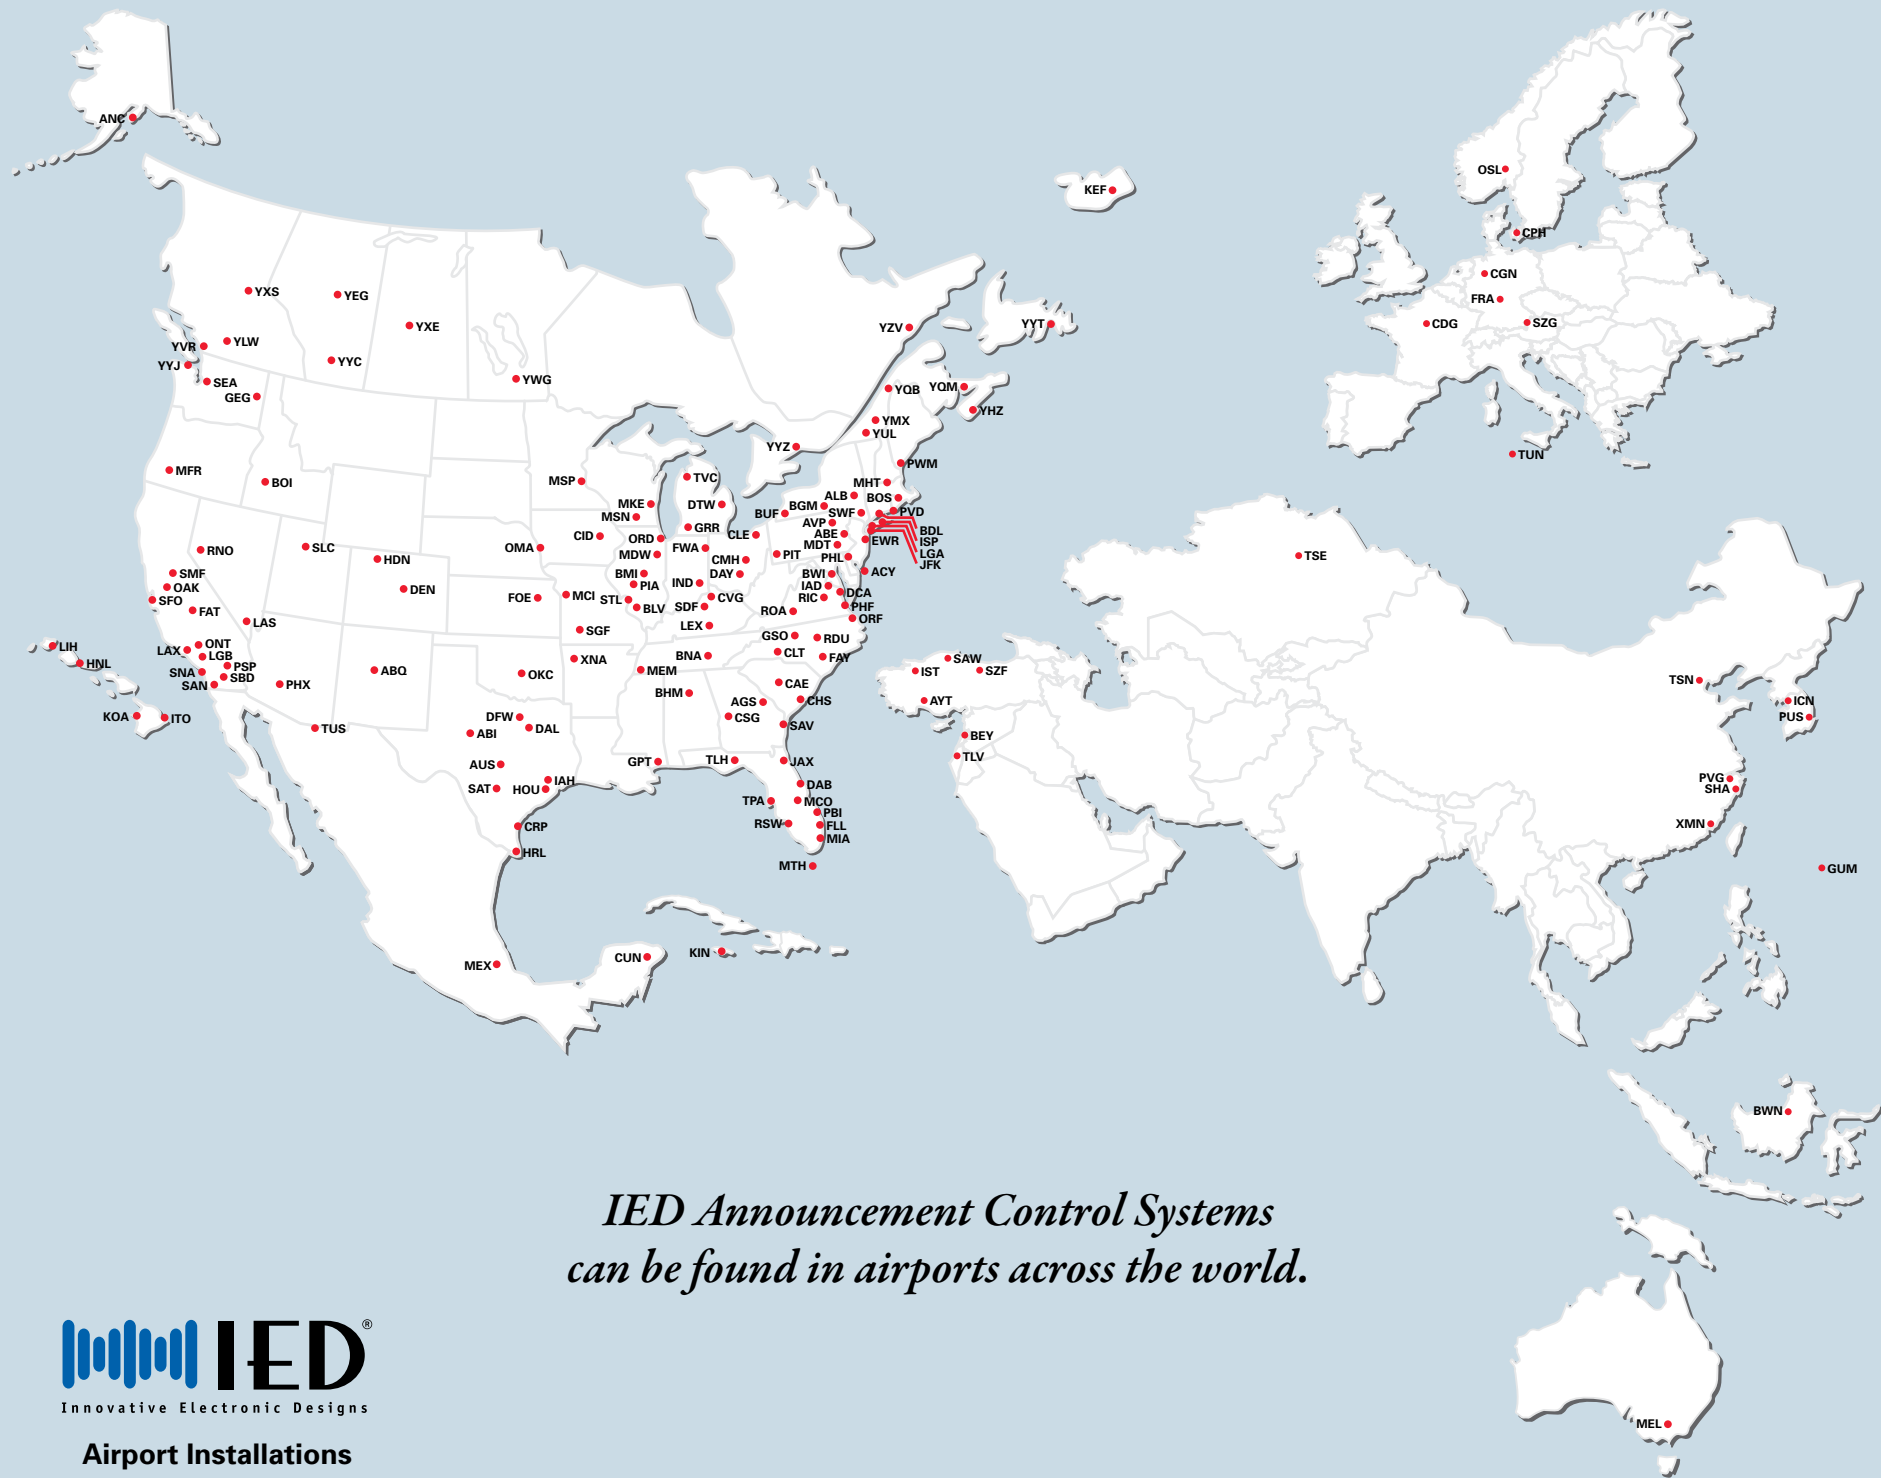 ANC
KEF
OSL
CPH
CGN
FRA
CDG
SZG
TUN
YXS
YEG
YXE
YZV
YYT
YVR
YLW
YYJ
YYC
YWG
SEA
GEG
YQB
YQM
YHZ
YMX
YUL
YYZ
PWM
MFR
BOI
MSP
TVC
MHT
MKE
DTW
ALB
BOS
MSN
BUF
BGM
SWF
PVD
GRR
AVP
BDL
CID
ORD
CLE
ABE
ISP
OMA
MDW
FWA
MDT
EWR
LGA
RNO
SLC
HDN
CMH
PIT
PHL
JFK
TSE
SMF
BMI
DAY
BWI
ACY
OAK
DEN
PIA
IND
IAD
DCA
SFO
FOE
MCI
STL
CVG
RIC
FAT
BLV
SDF
ROA
PHF
LAS
LEX
ORF
SGF
GSO
RDU
LIH
ONT
LAX
LGB
XNA
BNA
CLT
FAY
SAW
HNL
PSP
SNA
SBD
ABQ
OKC
MEM
IST
SZF
SAN
PHX
BHM
CAE
TSN
AGS
CHS
AYT
ICN
KOA
ITO
DFW
CSG
PUS
TUS
ABI
DAL
SAV
BEY
AUS
GPT
TLH
JAX
TLV
IAH
DAB
PVG
SAT
HOU
SHA
TPA
MCO
PBI
CRP
RSW
FLL
XMN
MIA
HRL
MTH
GUM
MEX
CUN
KIN
BWN
IED Announcement Control Systems
can be found in airports across the world.
IED®
Innovative Electronic Designs
Airport Installations
MEL